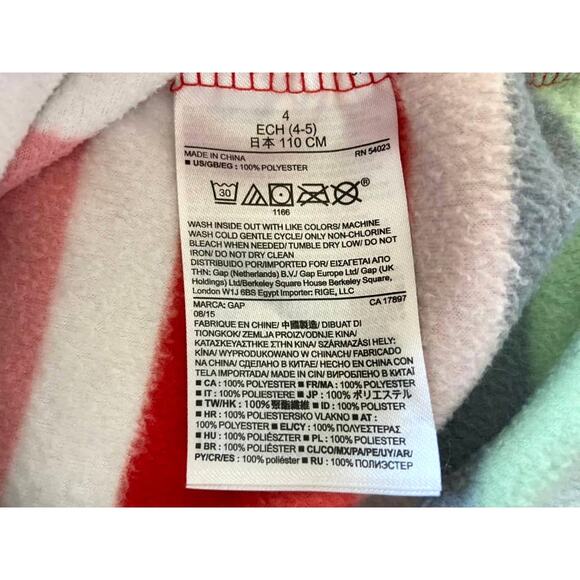 4
ECH (4-5)
日本 110 CM
RN 54023
MADE IN CHINA
■ US/GB/EG : 100% POLYESTER
30
®
1166
WASH INSIDE OUT WITH LIKE COLORS/ MACHINE
WASH COLD GENTLE CYCLE/ ONLY NON-CHLORINE
BLEACH WHEN NEEDED/ TUMBLE DRY LOW/ DO NOT
IRON/ DO NOT DRY CLEAN
DISTRIBUTED FOR/IMPORTED FOR/ ΕΙΣΑΓΕΤΑΙ ΑΠΟ
ΤΗΝ: Gap (Netherlands) B.V./ Gap Europe Ltd/ Gap (UK
Holdings) Ltd/Berkeley Square House Berkeley Square,
London W1J 6BS Egypt Importer: RIGE, LLC
MARCA: GAP
CA 17897
08/15
FABRIQUE EN CHINE/ 中國製造/ DIBUAT DI
TIONGKOK/ ZEMLJA PROIZVODNJE KINA/
ΚΑΤΑΣΚΕΥΑΣΤΗΚΕ ΣΤΗΝ ΚΙΝΑ/ SZÁRMAZÁSI HELY:
KÍNA/ WYPRODUKOWANO W CHINACH/ FABRICADO
NA CHINA/ СДЕЛАНО В КИТАЕ/ HECHO EN CHINA CON
TELA IMPORTADA/ MADE IN CIN/ ВИРОБЛЕНО В КИТАЇ
■ CA : 100% POLYESTER ■ FR/MA : 100% POLYESTER
■ IT : 100% POLIESTERE ■ JP : 100% ポリエステル
■ TW/HK : 100% 聚酯纖維 ■ ID : 100% POLISTER
■ HR : 100% POLIESTERSKO VLAKNO ■ AT :
100% POLYESTER ■ EL/CY : 100% ΠΟΛΥΕΣΤΕΡΑΣ
■ HU : 100% POLIÉSZTER ■ PL : 100% POLIESTER
■ BR : 100% POLIÉSTER ■ CL/CO/MX/PA/PE/UY/AR/
PY/CR/ES : 100% poliéster ■ RU : 100% ПОЛИЭСТЕР